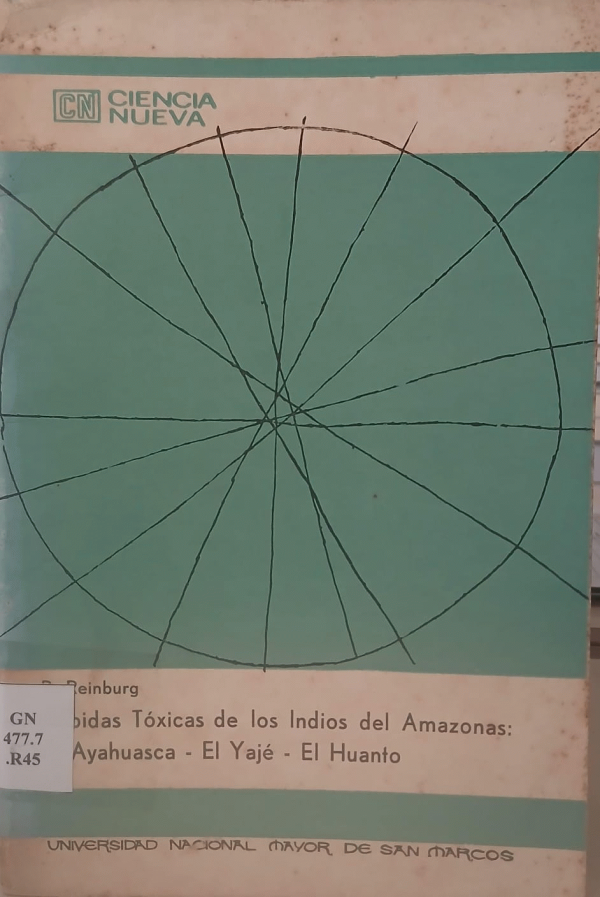 CN CIENCIA
NUEVA
Reinburg
GN
477.7
.R45
Tóxicas de los Indios del Amazonas:
Ayahuasca - El Yajé - El Huanto
UNIVERSIDAD NACIONAL MAYOR DE SAN MARCOS